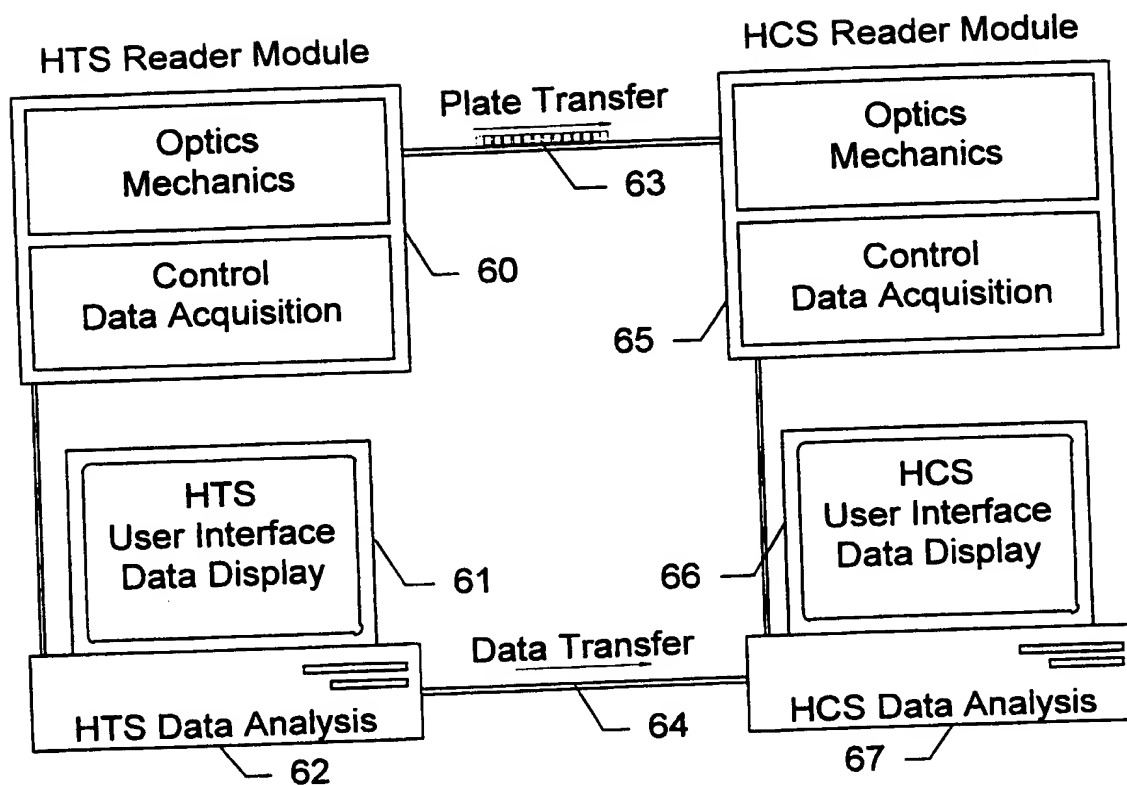 HTS Reader Module
HCS Reader Module
Plate Transfer
Optics
Mechanics
Optics
Mechanics
63
Control
Data Acquisition
60
Control
Data Acquisition
65
HTS
User Interface
Data Display
61
HCS
User Interface
Data Display
66
Data Transfer
HTS Data Analysis
62
64
HCS Data Analysis
67